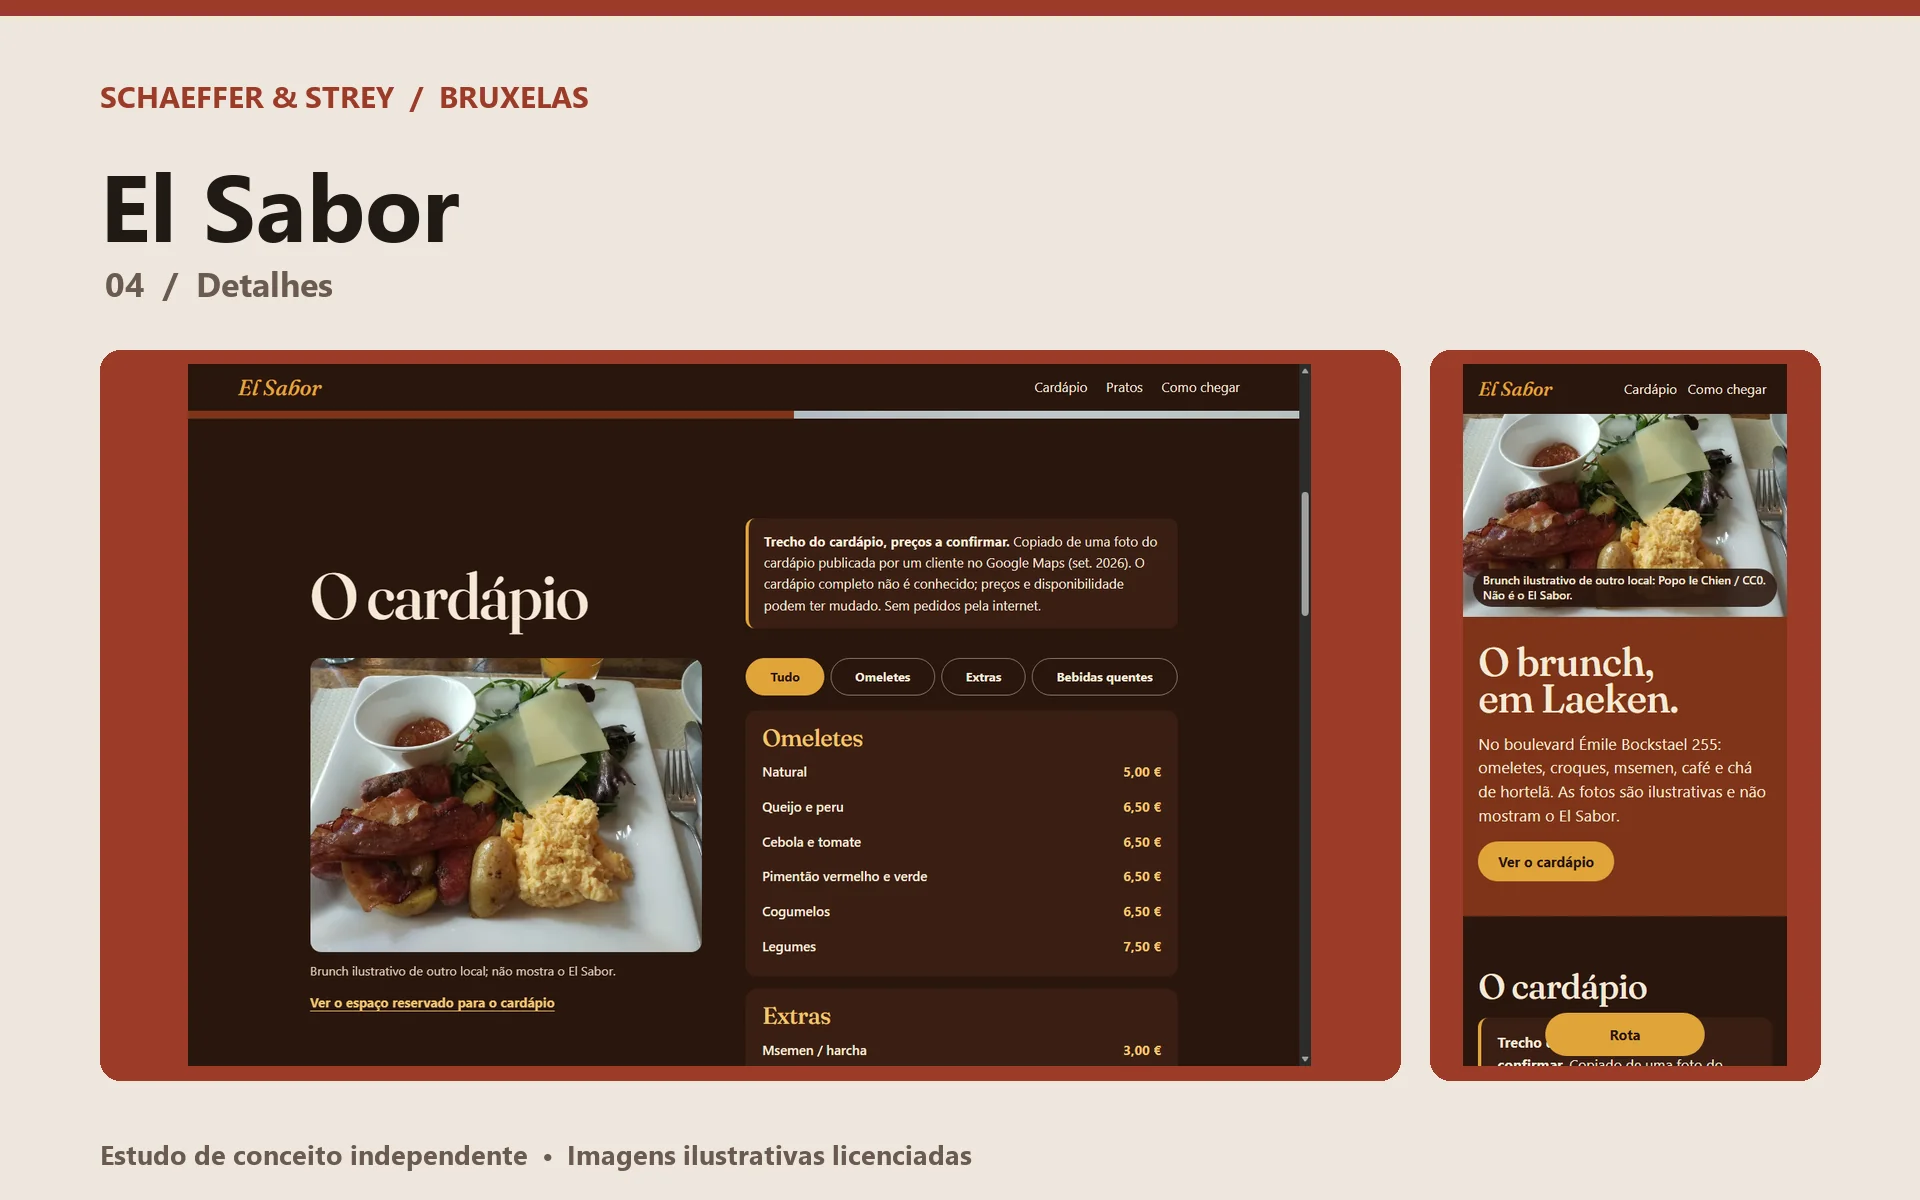 SCHAEFFER & STREY / BRUXELAS
El Sabor
04 / Detalhes
El Sabor
Cardápio Pratos Como chegar
O cardápio
Brunch ilustrativo de outro local; não mostra o El Sabor.
Ver o espaço reservado para o cardápio
Trecho do cardápio, preços a confirmar. Copiado de uma foto do
cardápio publicada por um cliente no Google Maps (set. 2026). O
cardápio completo não é conhecido; preços e disponibilidade
podem ter mudado. Sem pedidos pela internet.
Tudo Omeletes Extras Bebidas quentes
Omeletes
Natural 5,00 €
Queijo e peru 6,50 €
Cebola e tomate 6,50 €
Pimentão vermelho e verde 6,50 €
Cogumelos 6,50 €
Legumes 7,50 €
Extras
Msemen / harcha 3,00 €
El Sabor
Cardápio Como chegar
Brunch ilustrativo de outro local: Popo le Chien / CC0.
Não é o El Sabor.
O brunch,
em Laeken.
No boulevard Émile Bockstael 255:
omeletes, croques, msemen, café e chá
de hortelã. As fotos são ilustrativas e não
mostram o El Sabor.
Ver o cardápio
O cardápio
Trecho
Rota
confirmar. Copiado de uma foto do
Estudo de conceito independente • Imagens ilustrativas licenciadas